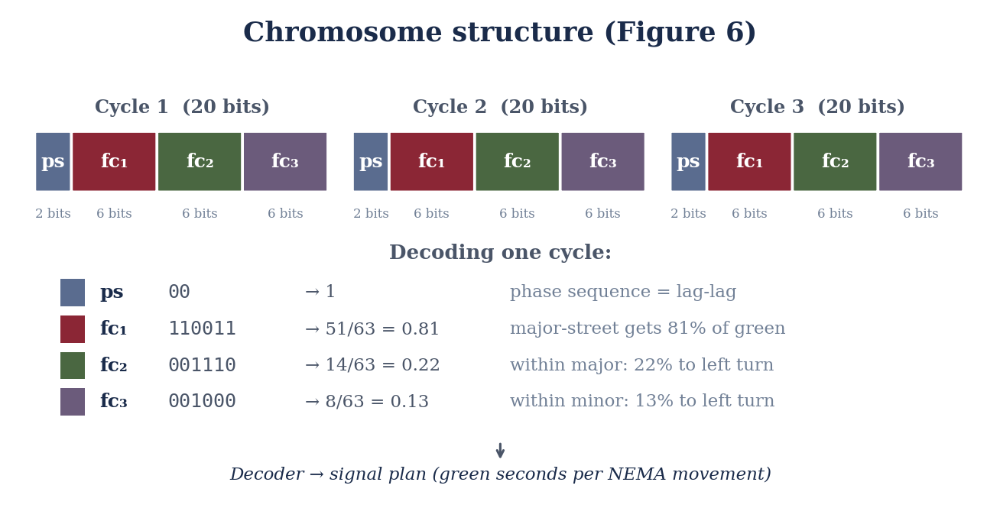 Chromosome structure (Figure 6)
Cycle 1 (20 bits) Cycle 2 (20 bits) Cycle 3 (20 bits)
ps fc₁ fc₂ fc₃ ps fc₁ fc₂ fc₃ ps fc₁ fc₂ fc₃
2 bits 6 bits 6 bits 6 bits 2 bits 6 bits 6 bits 6 bits 2 bits 6 bits 6 bits 6 bits
Decoding one cycle:
ps 00 → 1 phase sequence = lag-lag
fc₁ 110011 → 51/63 = 0.81 major-street gets 81% of green
fc₂ 001110 → 14/63 = 0.22 within major: 22% to left turn
fc₃ 001000 → 8/63 = 0.13 within minor: 13% to left turn
Decoder → signal plan (green seconds per NEMA movement)